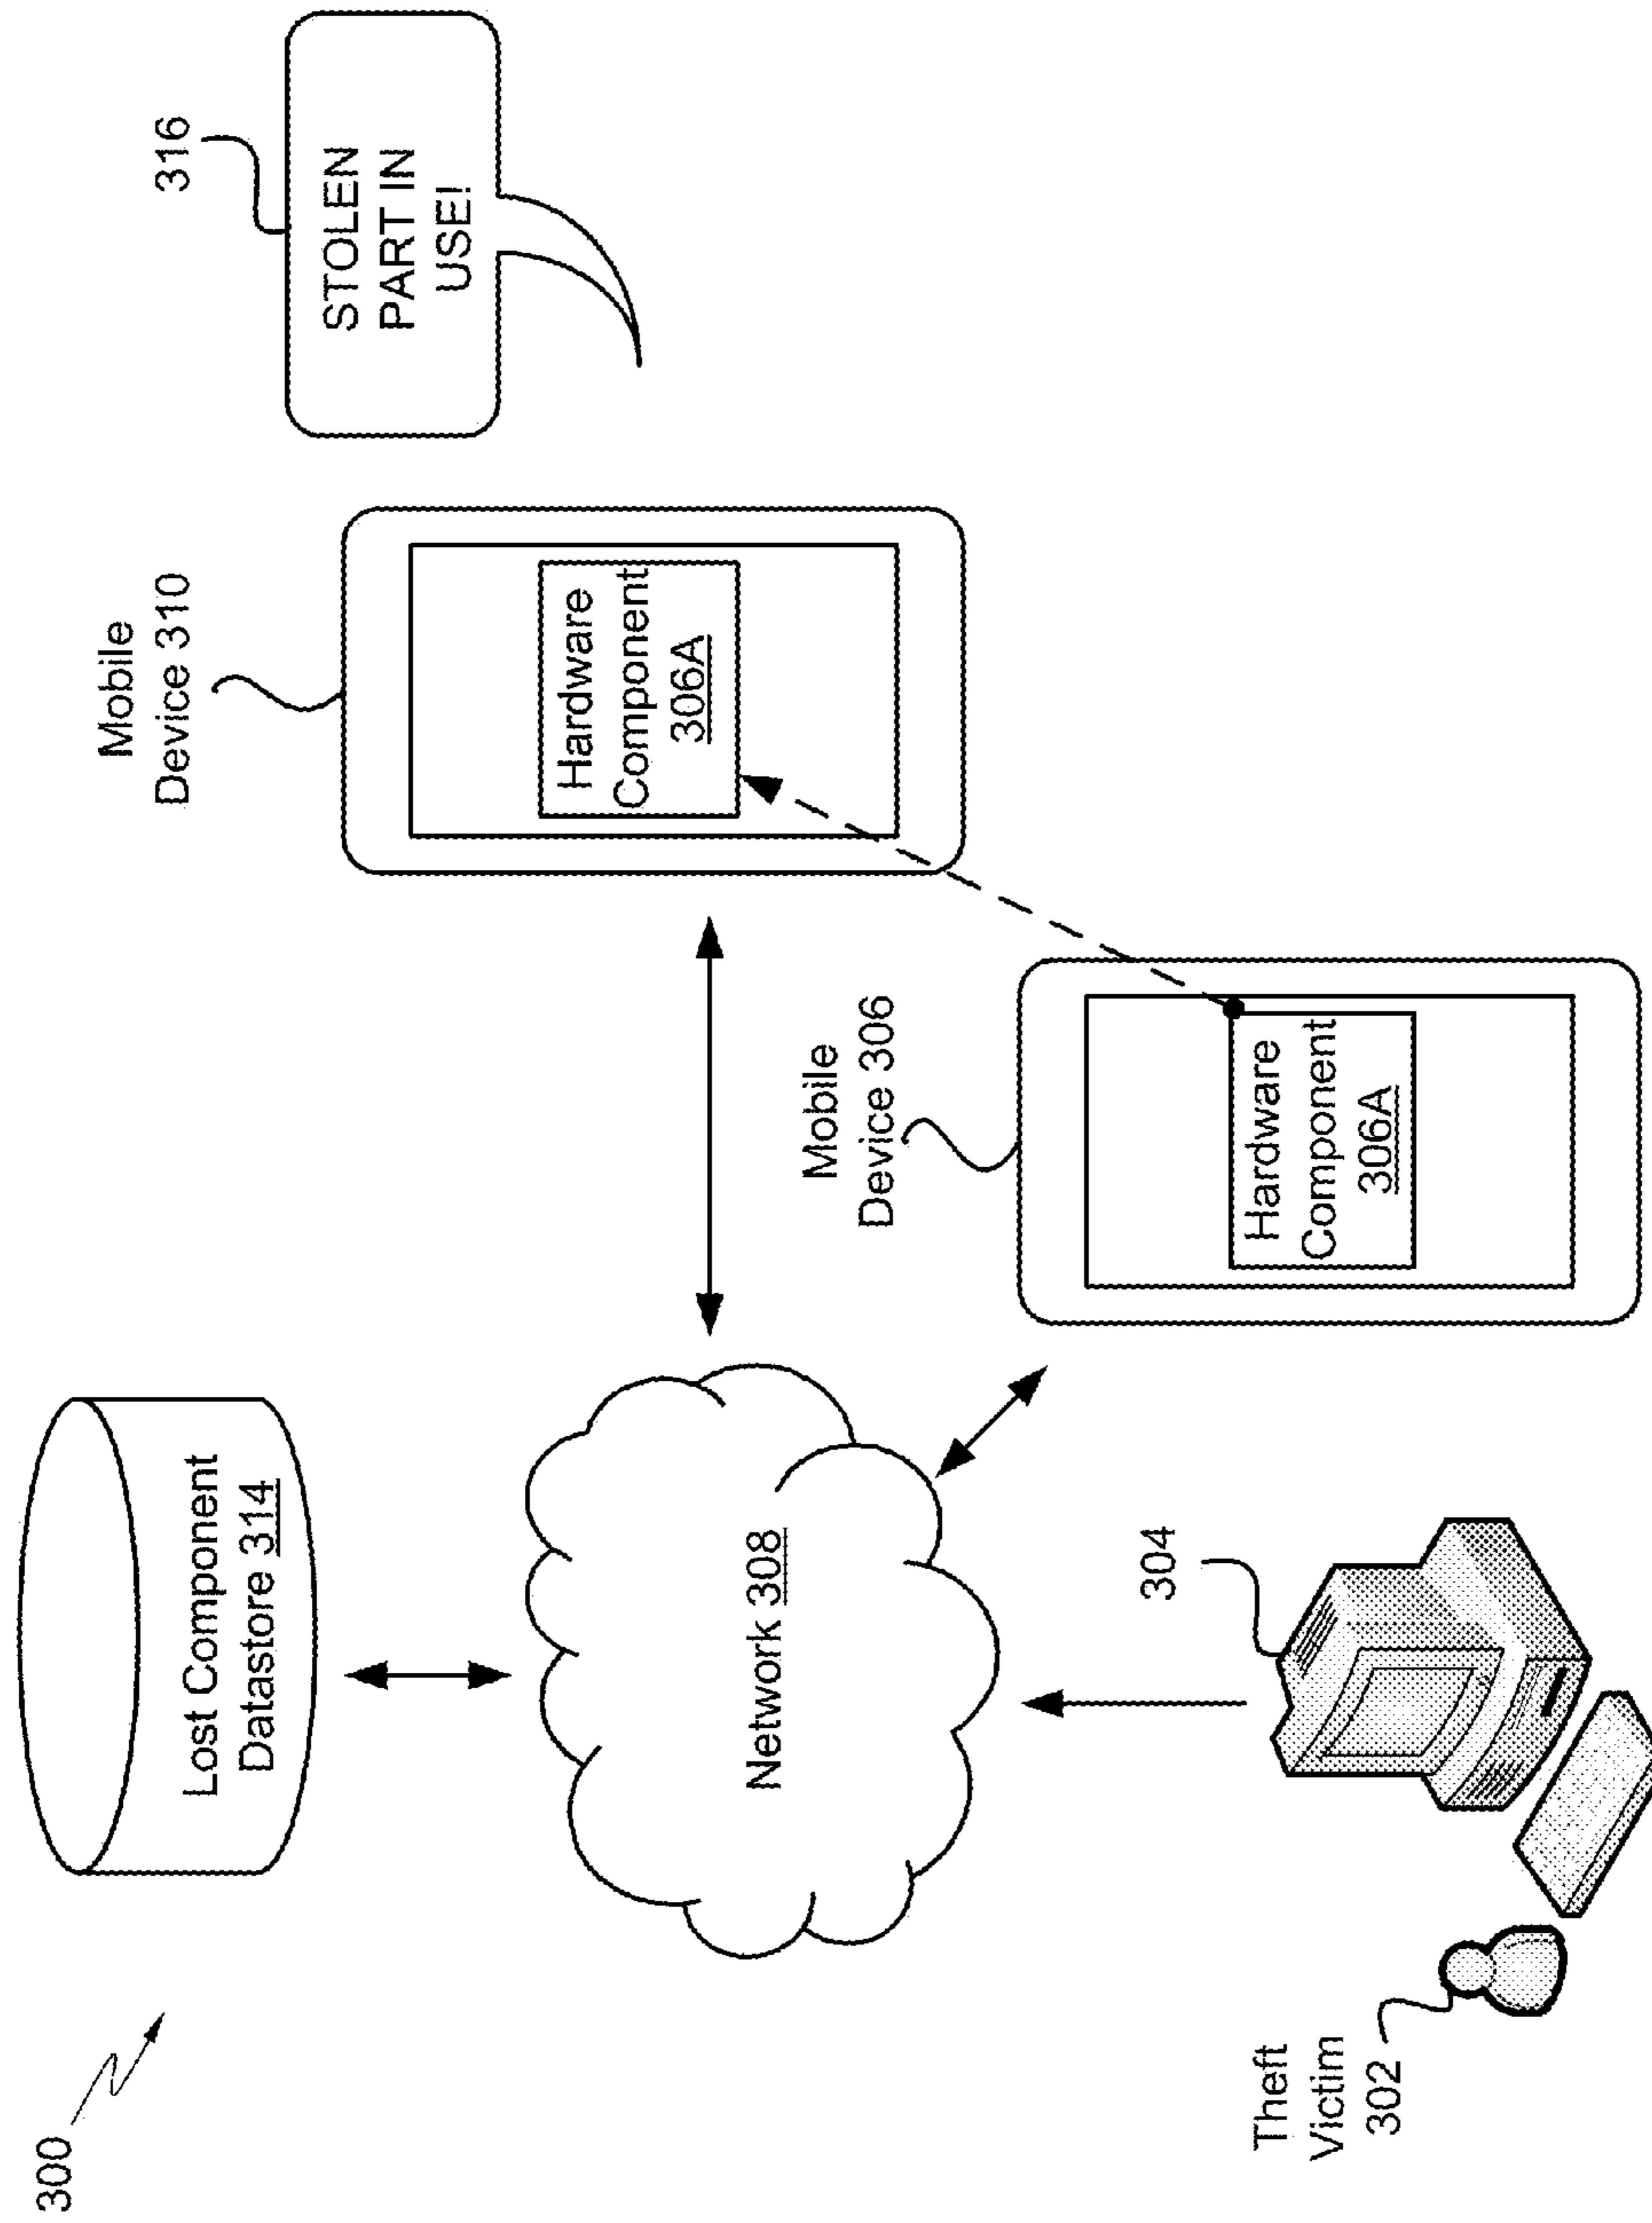 300
Lost Component
Datastore 314
Mobile
Device 310
316
STOLEN
PART IN
USE!
Hardware
Component
306A
Network 308
Mobile
Device 306
Hardware
Component
306A
304
Theft
Victim
302